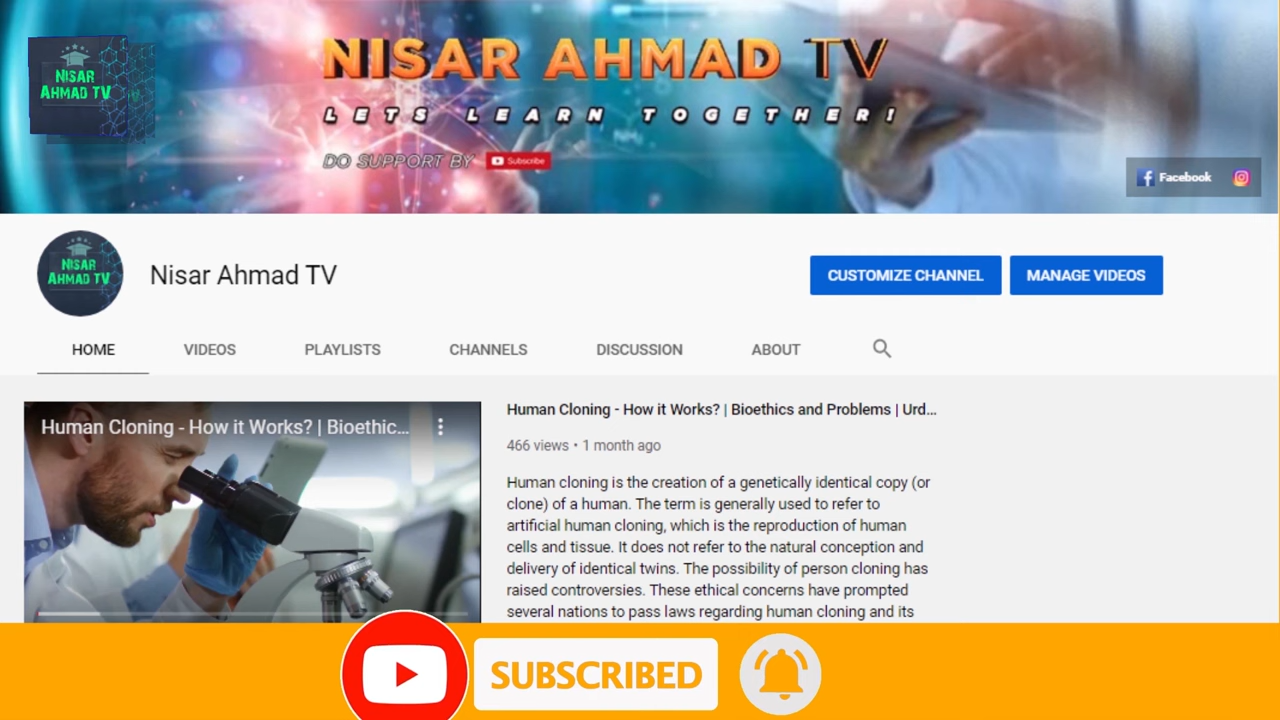 NISAR AHMAD TV
LETS LEARN TOGETHER!
DO SUPPORT BY Subscribe
NISAR
AHMAD TV
Facebook
NISAR
AHMAD TV
Nisar Ahmad TV
CUSTOMIZE CHANNEL
MANAGE VIDEOS
HOME VIDEOS PLAYLISTS CHANNELS DISCUSSION ABOUT
Human Cloning - How it Works? | Bioethic...
Human Cloning - How it Works? | Bioethics and Problems | Urd...
466 views • 1 month ago
Human cloning is the creation of a genetically identical copy (or
clone) of a human. The term is generally used to refer to
artificial human cloning, which is the reproduction of human
cells and tissue. It does not refer to the natural conception and
delivery of identical twins. The possibility of person cloning has
raised controversies. These ethical concerns have prompted
several nations to pass laws regarding human cloning and its
SUBSCRIBED